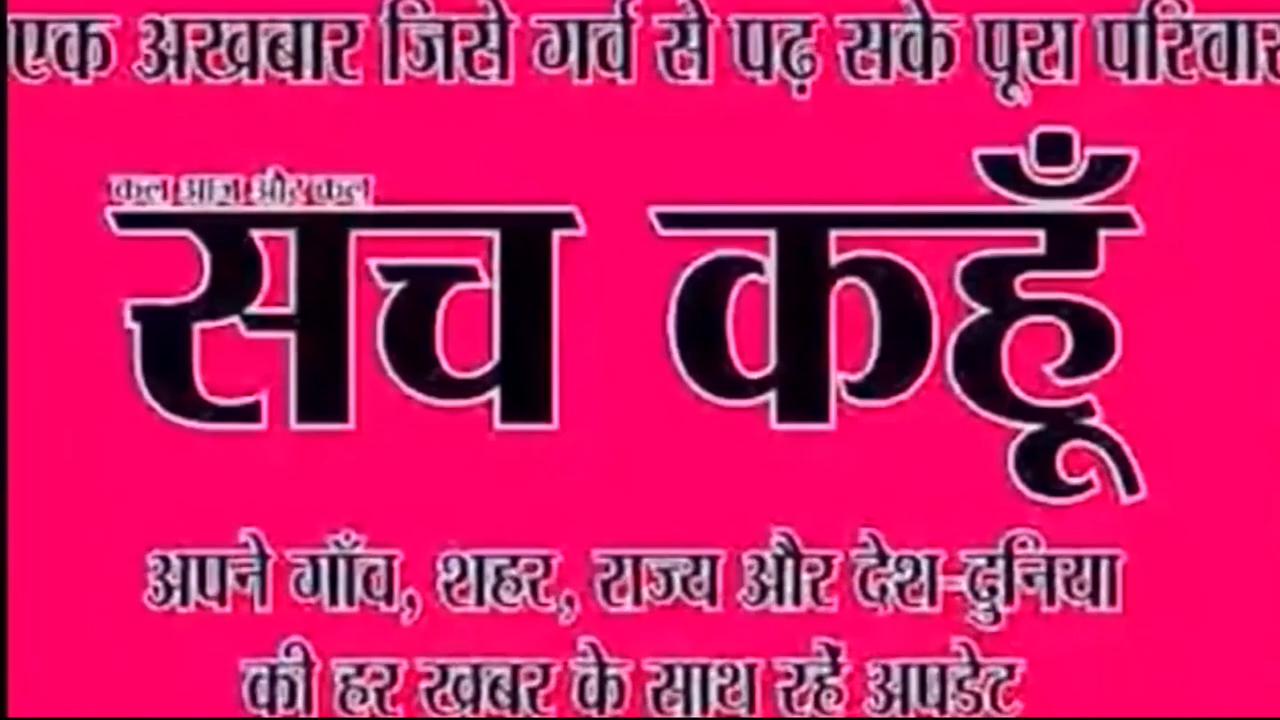 एक अखबार जिसे गर्व से पढ़ सके पूरा परिवार
कल आज और कल
सच कहूँ
अपने गाँव, शहर, राज्य और देश-दुनिया
की हर खबर के साथ रहें अपडेट